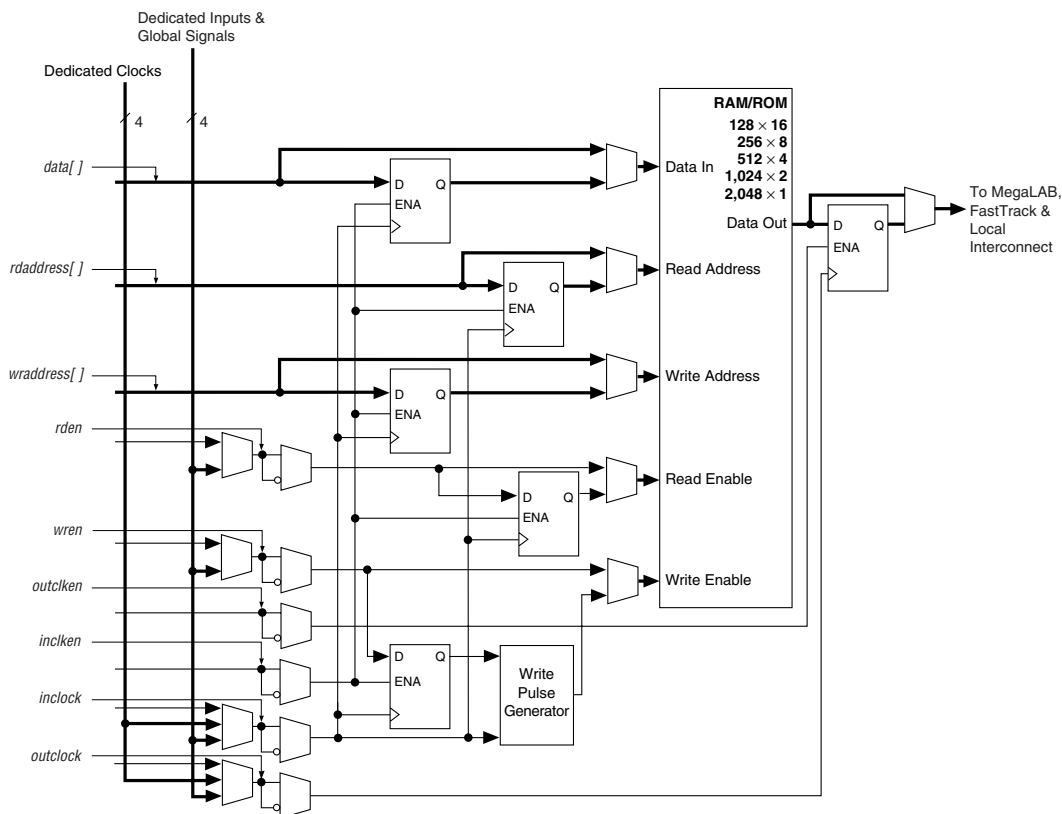 Dedicated Inputs &
Global Signals
Dedicated Clocks
4
4
RAM/ROM
128 × 16
256 × 8
512 × 4
1,024 × 2
2,048 × 1
data[ ]
D
Q
ENA
Data In
Data Out
D
Q
ENA
To MegaLAB,
FastTrack &
Local
Interconnect
rdaddress[ ]
D
Q
ENA
Read Address
wraddress[ ]
D
Q
ENA
Write Address
rden
D
Q
ENA
Read Enable
wren
Write Enable
outclken
inclken
D
Q
ENA
Write
Pulse
Generator
inclock
outclock